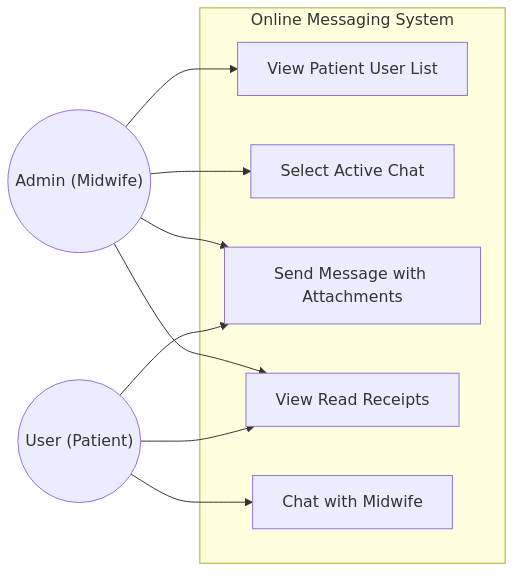 Online Messaging System
View Patient User List
Admin (Midwife)
Select Active Chat
Send Message with
Attachments
View Read Receipts
User (Patient)
Chat with Midwife